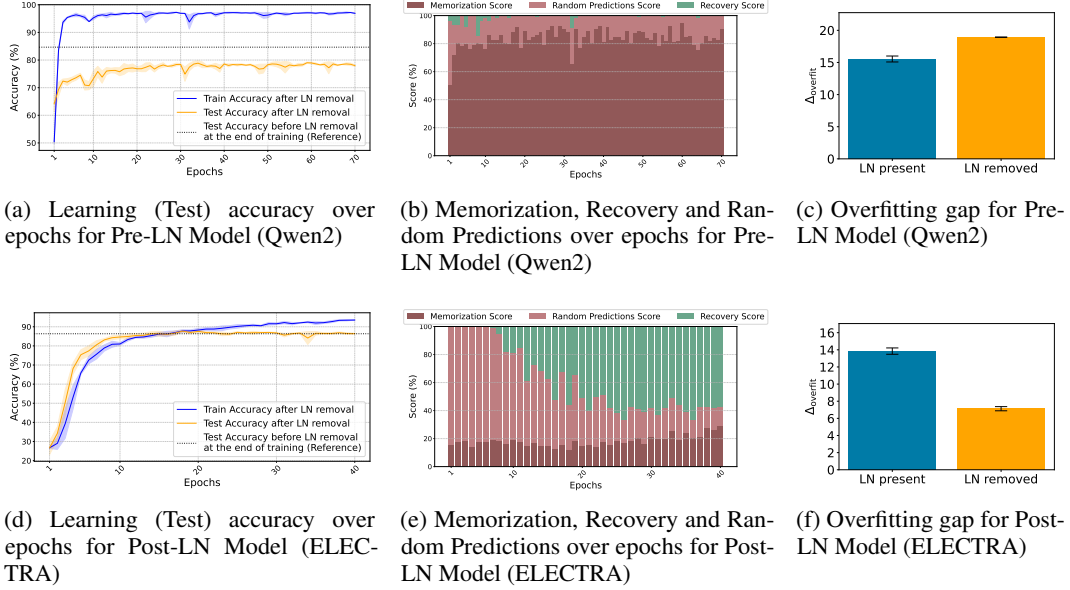 100
90
80
70
60
50
Accuracy (%)
Train Accuracy after LN removal
Test Accuracy after LN removal
Test Accuracy before LN removal
at the end of training (Reference)
1
10
20
30
40
50
60
70
Epochs
(a) Learning (Test) accuracy over
epochs for Pre-LN Model (Qwen2)
Memorization Score
Random Predictions Score
Recovery Score
100
80
60
40
20
0
Score (%)
1
10
20
30
40
50
60
70
Epochs
(b) Memorization, Recovery and Ran-
dom Predictions over epochs for Pre-
LN Model (Qwen2)
20
15
10
5
0
Δoverfit
LN present
LN removed
(c) Overfitting gap for Pre-
LN Model (Qwen2)
90
80
70
60
50
40
30
20
Accuracy (%)
Train Accuracy after LN removal
Test Accuracy after LN removal
Test Accuracy before LN removal
at the end of training (Reference)
1
10
20
30
40
Epochs
(d) Learning (Test) accuracy over
epochs for Post-LN Model (ELEC-
TRA)
Memorization Score
Random Predictions Score
Recovery Score
100
80
60
40
20
0
Score (%)
1
10
20
30
40
Epochs
(e) Memorization, Recovery and Ran-
dom Predictions over epochs for Post-
LN Model (ELECTRA)
16
14
12
10
8
6
4
2
0
Δoverfit
LN present
LN removed
(f) Overfitting gap for Post-
LN Model (ELECTRA)